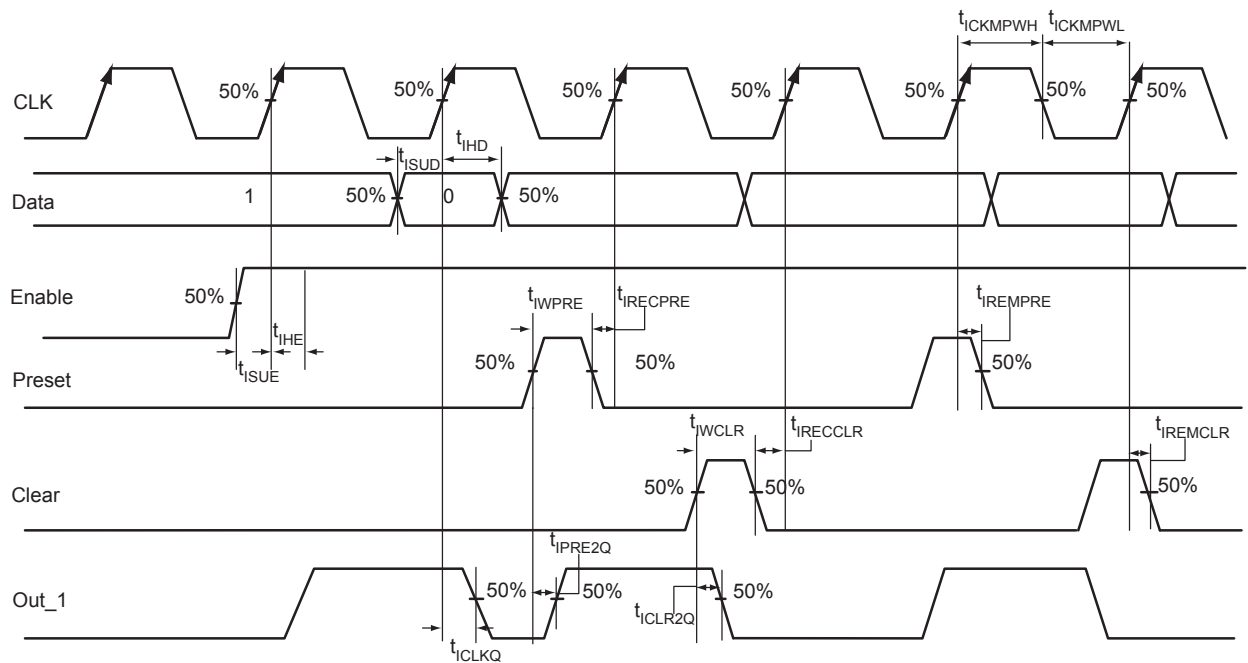 tICKMPWH tICKMPWL
CLK 50% 50% 50% 50% 50% 50% 50%
tISUD tIHD
Data 1 50% 0 50%
Enable 50%
tIHE
tISUE
tIWPRE tIRECPRE tIREMPRE
Preset 50% 50% 50%
tIWCLR tIRECCLR tIREMCLR
Clear 50% 50% 50%
tIPRE2Q
Out_1 50% 50% 50%
tICLR2Q
tICLKQ